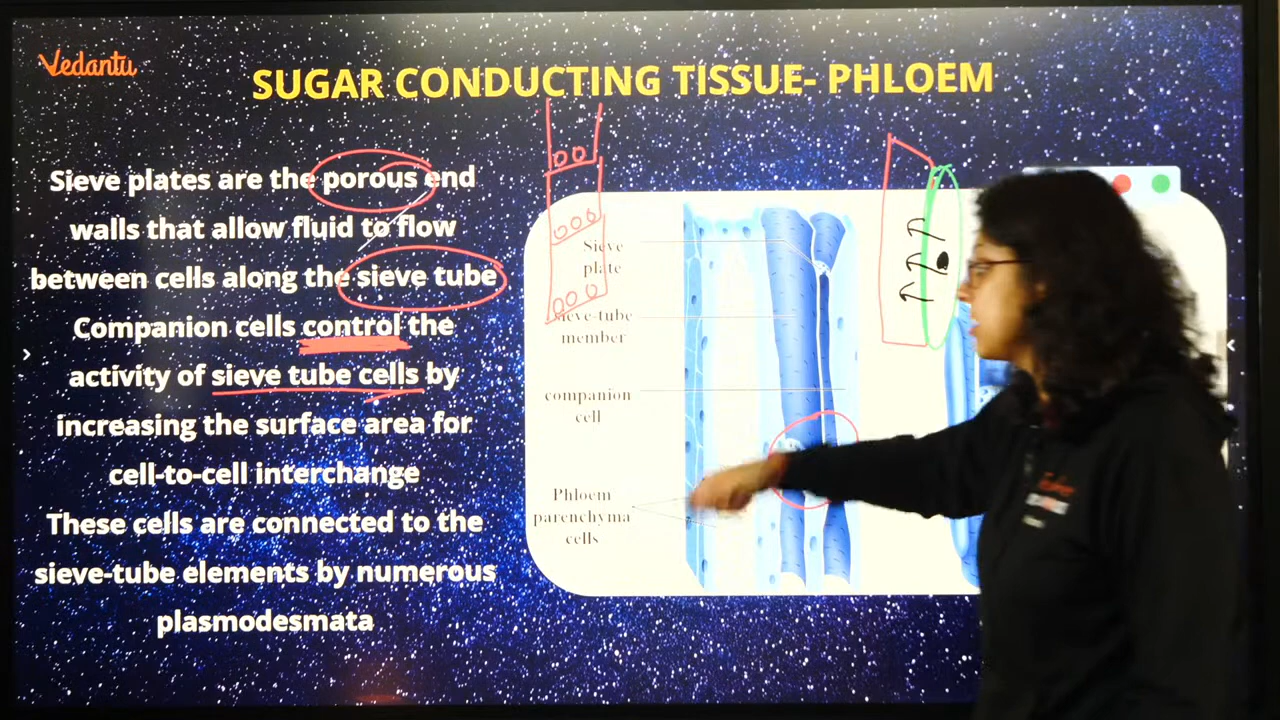 Vedantu
SUGAR CONDUCTING TISSUE- PHLOEM
Sieve plates are the porous end
walls that allow fluid to flow
between cells along the sieve tube
Companion cells control the
activity of sieve tube cells by
increasing the surface area for
cell-to-cell interchange
These cells are connected to the
sieve-tube elements by numerous
plasmodesmata
Sieve
plate
sieve-tube
member
companion
cell
Phloem
parenchyma
cells